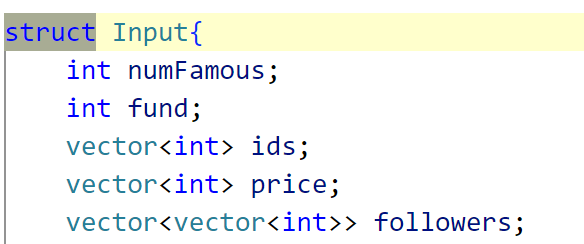 struct Input{
    int numFamous;
    int fund;
    vector<int> ids;
    vector<int> price;
    vector<vector<int>> followers;